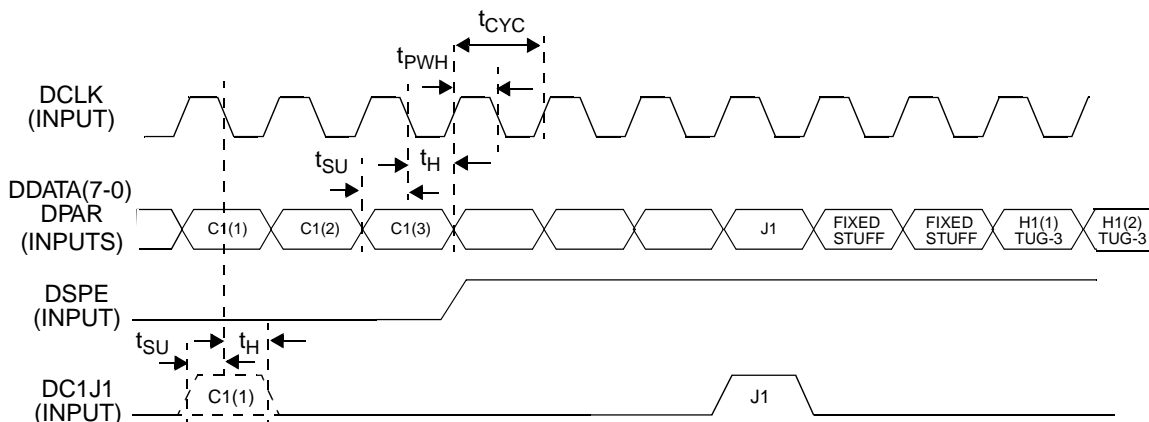 tCYC
tPWH
DCLK
(INPUT)
tSU tH
DDATA(7-0)
DPAR
(INPUTS)
C1(1) C1(2) C1(3) J1 FIXED STUFF FIXED STUFF H1(1) TUG-3 H1(2) TUG-3
DSPE
(INPUT)
tSU tH
DC1J1
(INPUT)
C1(1) J1